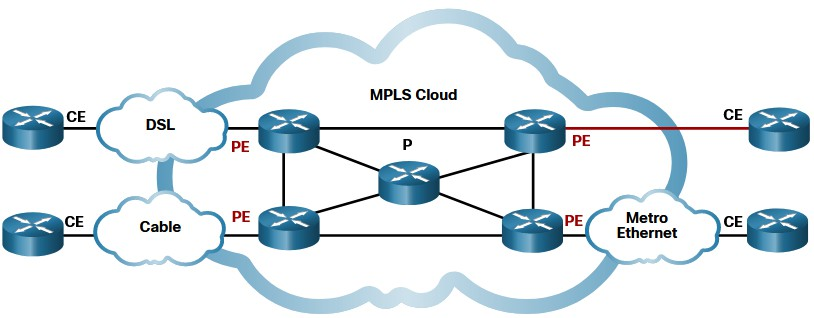 MPLS Cloud
CE
DSL
PE
P
PE
CE
CE
Cable
PE
PE
Metro
Ethernet
CE